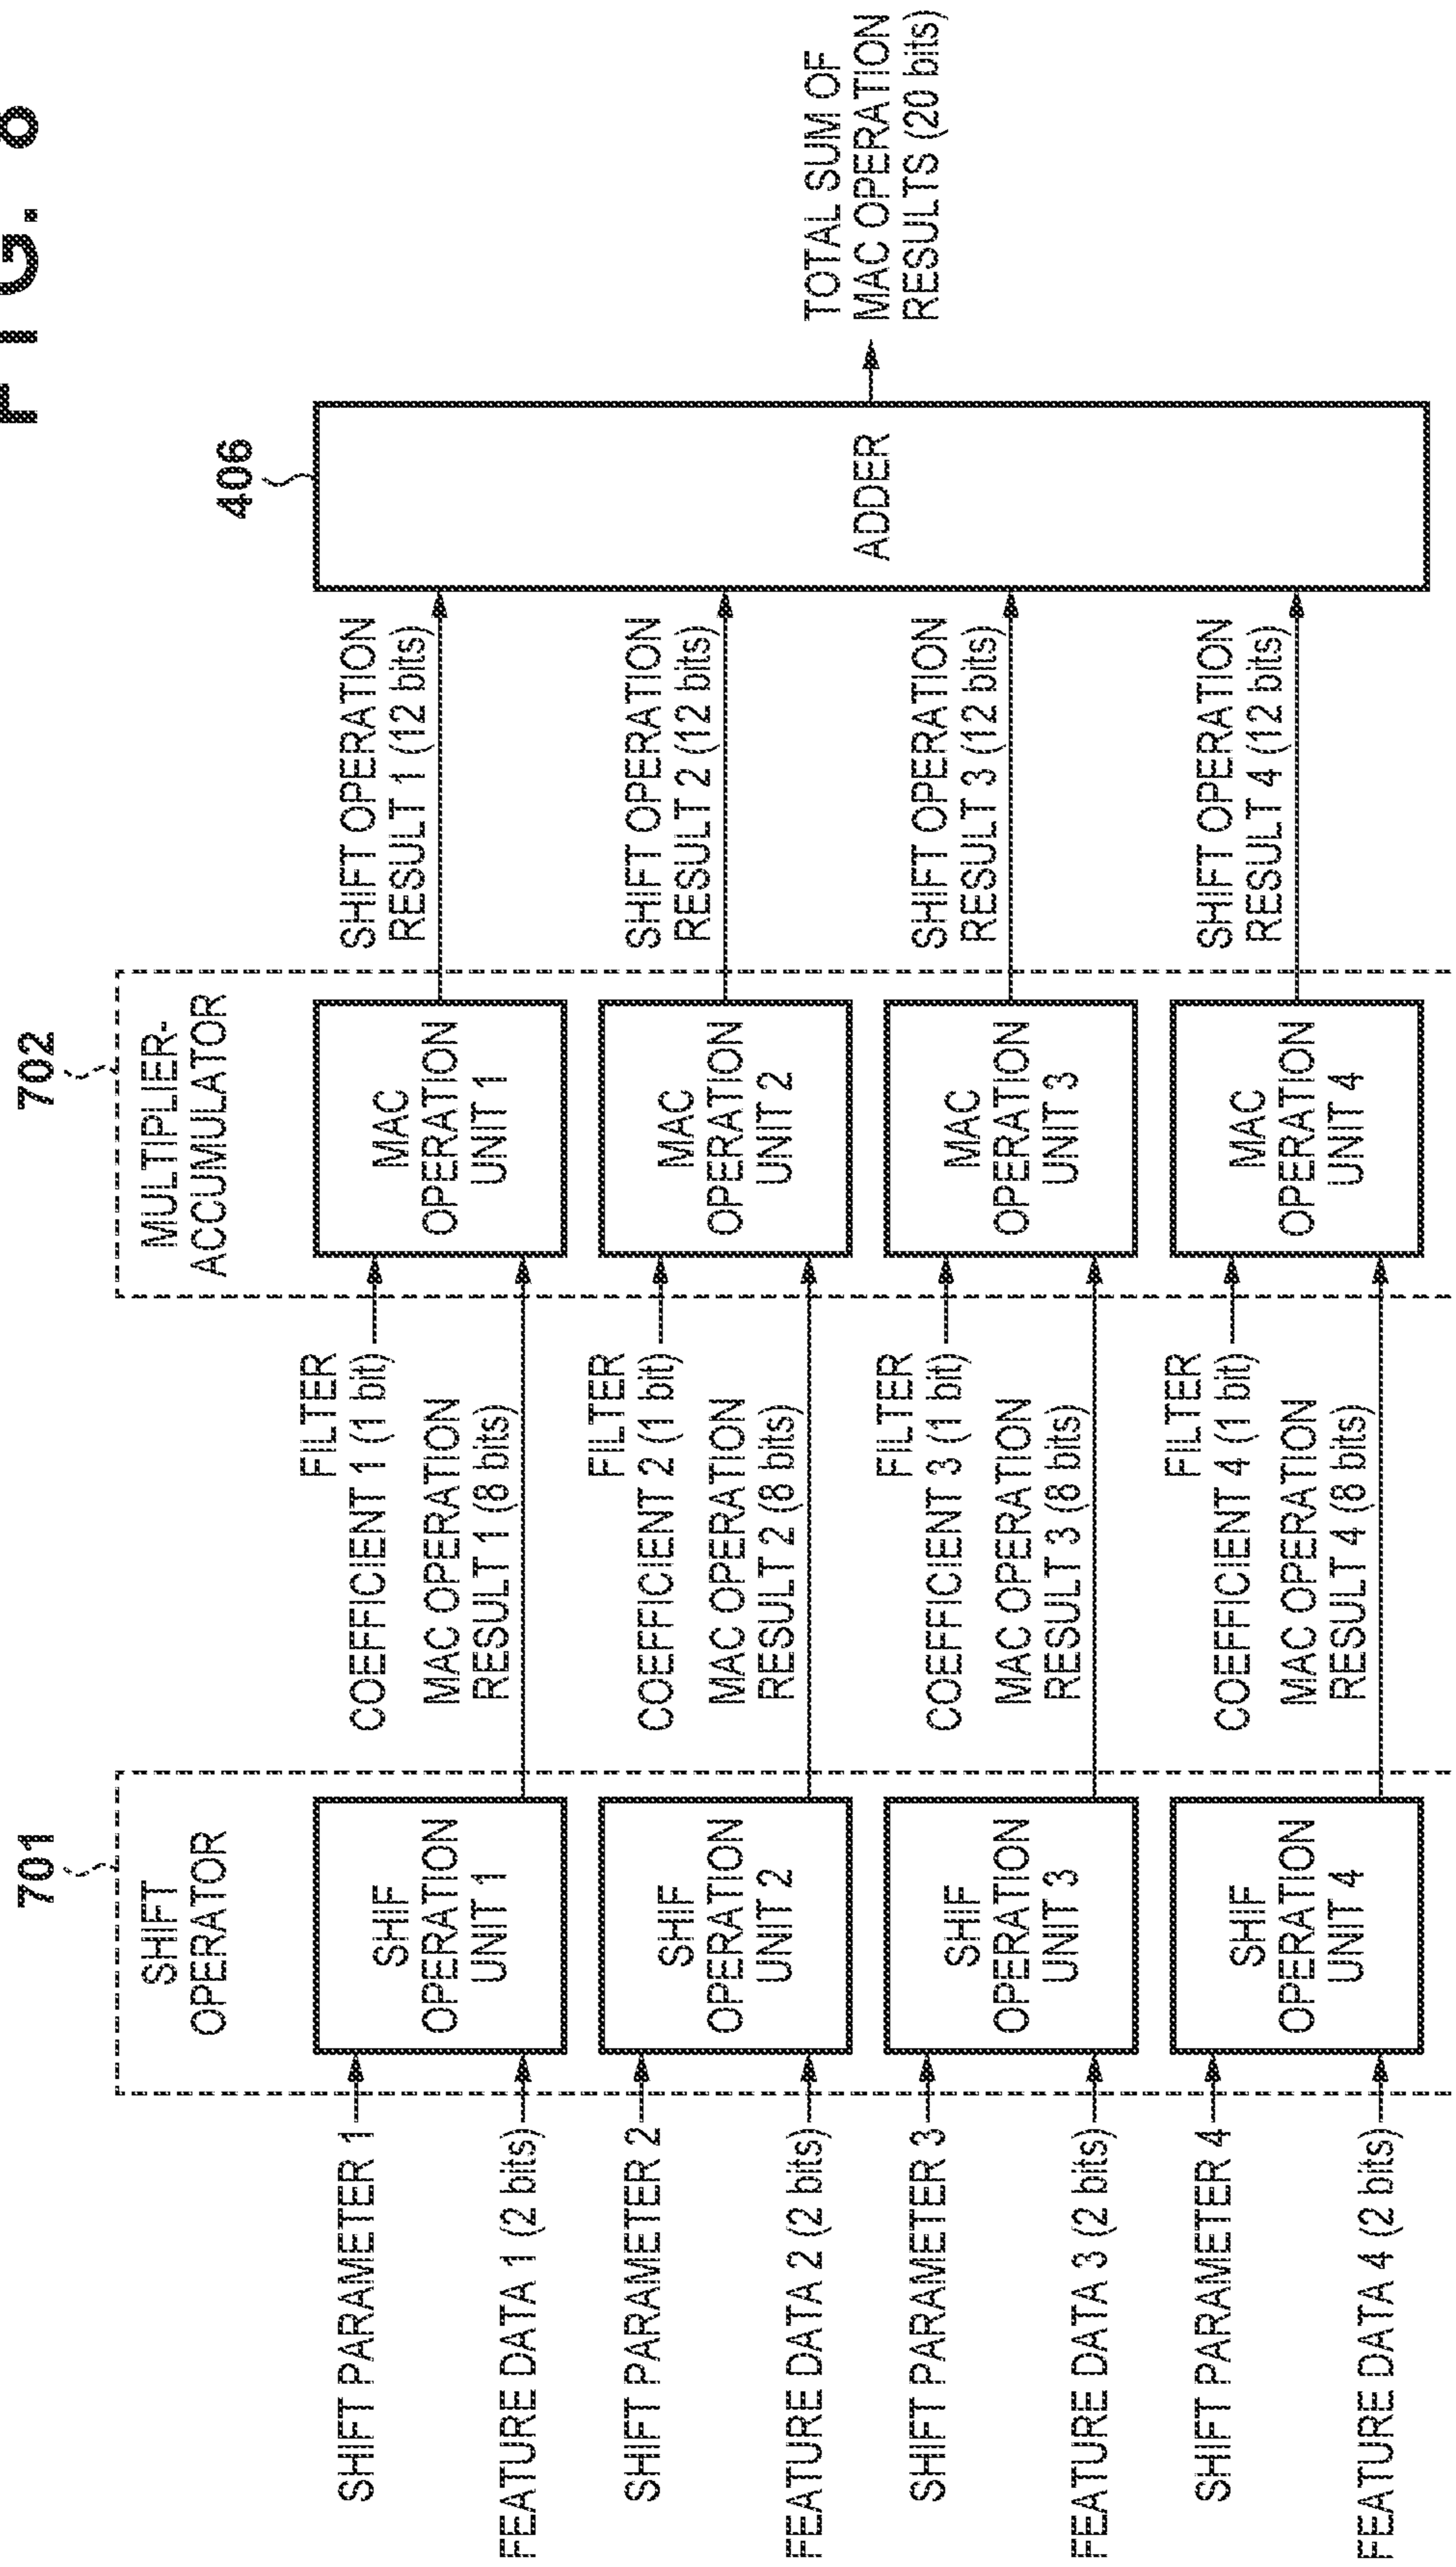 FIG. 8
701
SHIFT
OPERATOR
702
MULTIPLIER-
ACCUMULATOR
406
SHIFT PARAMETER 1
FEATURE DATA 1 (2 bits)
SHIF
OPERATION
UNIT 1
FILTER
COEFFICIENT 1 (1 bit)
MAC OPERATION
RESULT 1 (8 bits)
MAC
OPERATION
UNIT 1
SHIFT OPERATION
RESULT 1 (12 bits)
SHIFT PARAMETER 2
FEATURE DATA 2 (2 bits)
SHIF
OPERATION
UNIT 2
FILTER
COEFFICIENT 2 (1 bit)
MAC OPERATION
RESULT 2 (8 bits)
MAC
OPERATION
UNIT 2
SHIFT OPERATION
RESULT 2 (12 bits)
SHIFT PARAMETER 3
FEATURE DATA 3 (2 bits)
SHIF
OPERATION
UNIT 3
FILTER
COEFFICIENT 3 (1 bit)
MAC OPERATION
RESULT 3 (8 bits)
MAC
OPERATION
UNIT 3
SHIFT OPERATION
RESULT 3 (12 bits)
SHIFT PARAMETER 4
FEATURE DATA 4 (2 bits)
SHIF
OPERATION
UNIT 4
FILTER
COEFFICIENT 4 (1 bit)
MAC OPERATION
RESULT 4 (8 bits)
MAC
OPERATION
UNIT 4
SHIFT OPERATION
RESULT 4 (12 bits)
ADDER
TOTAL SUM OF
MAC OPERATION
RESULTS (20 bits)